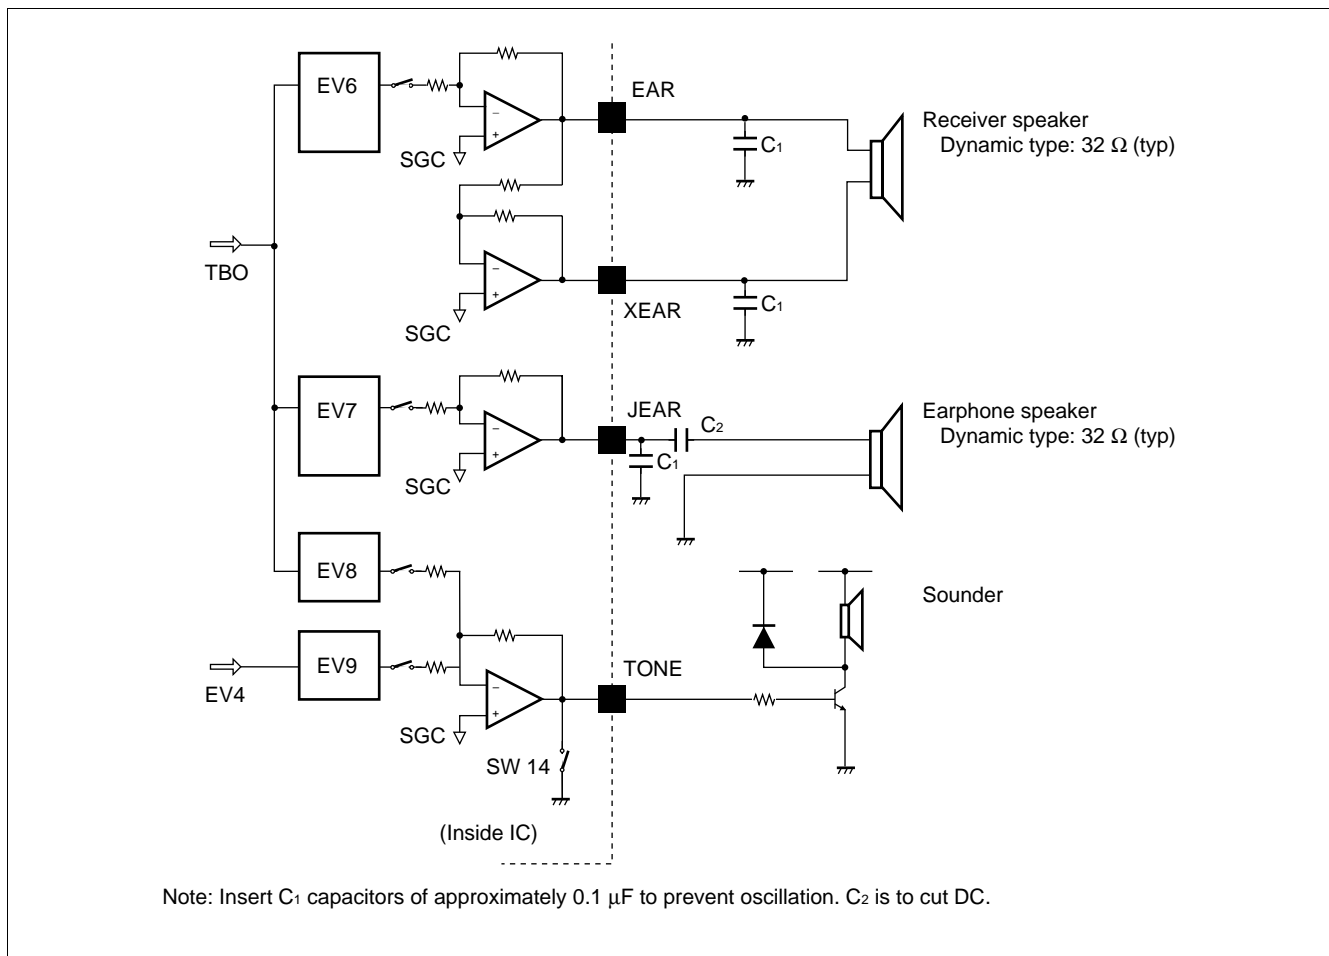 EV6
−
+
SGC
EAR
C1
Receiver speaker
Dynamic type: 32 Ω (typ)
TBO
−
+
SGC
XEAR
C1
EV7
−
+
SGC
JEAR
C2
C1
Earphone speaker
Dynamic type: 32 Ω (typ)
EV8
Sounder
EV9
EV4
−
+
SGC
TONE
SW 14
(Inside IC)
Note: Insert C1 capacitors of approximately 0.1 μF to prevent oscillation. C2 is to cut DC.